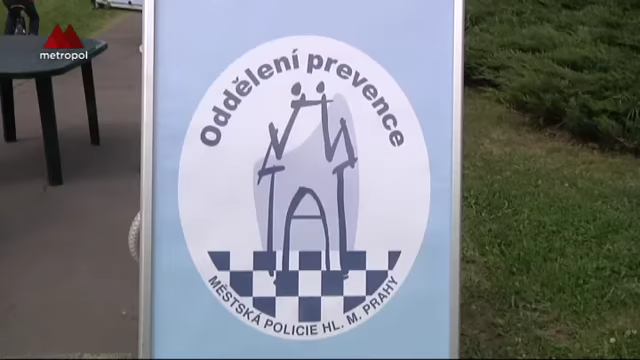 metropol
Oddělení prevence
MĚSTSKÁ POLICIE HL. M. PRAHY